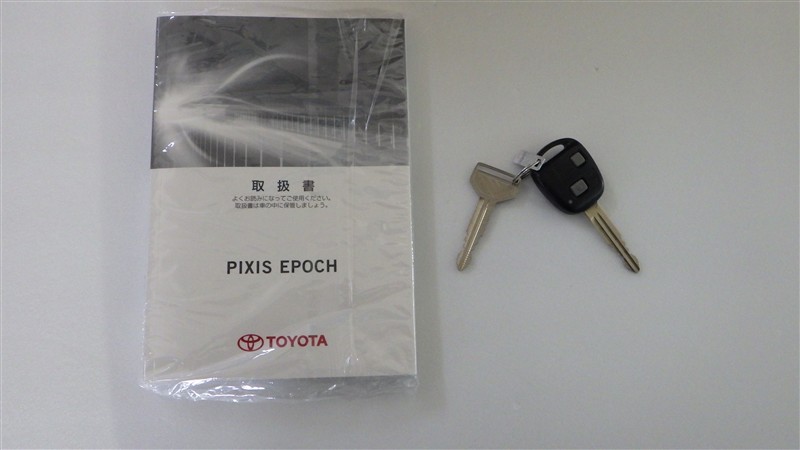 取扱書
よくお読みになってご使用ください。
取扱書は車の中に保管しましょう。
PIXIS EPOCH
TOYOTA